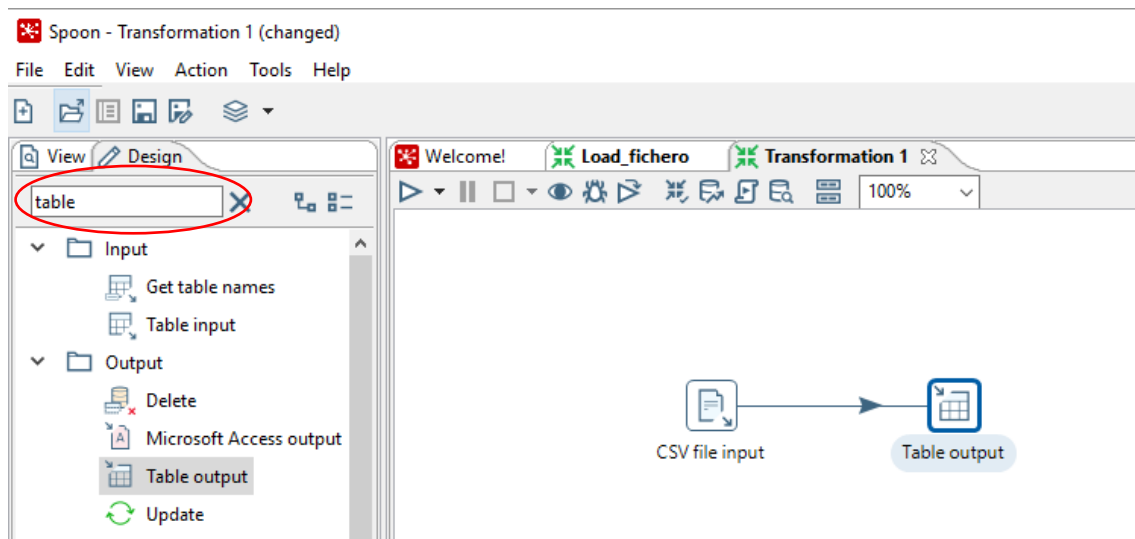 Spoon - Transformation 1 (changed)
File Edit View Action Tools Help
View Design
table
Input
Get table names
Table input
Output
Delete
Microsoft Access output
Table output
Update
Welcome! Load_fichero Transformation 1
100%
CSV file input Table output